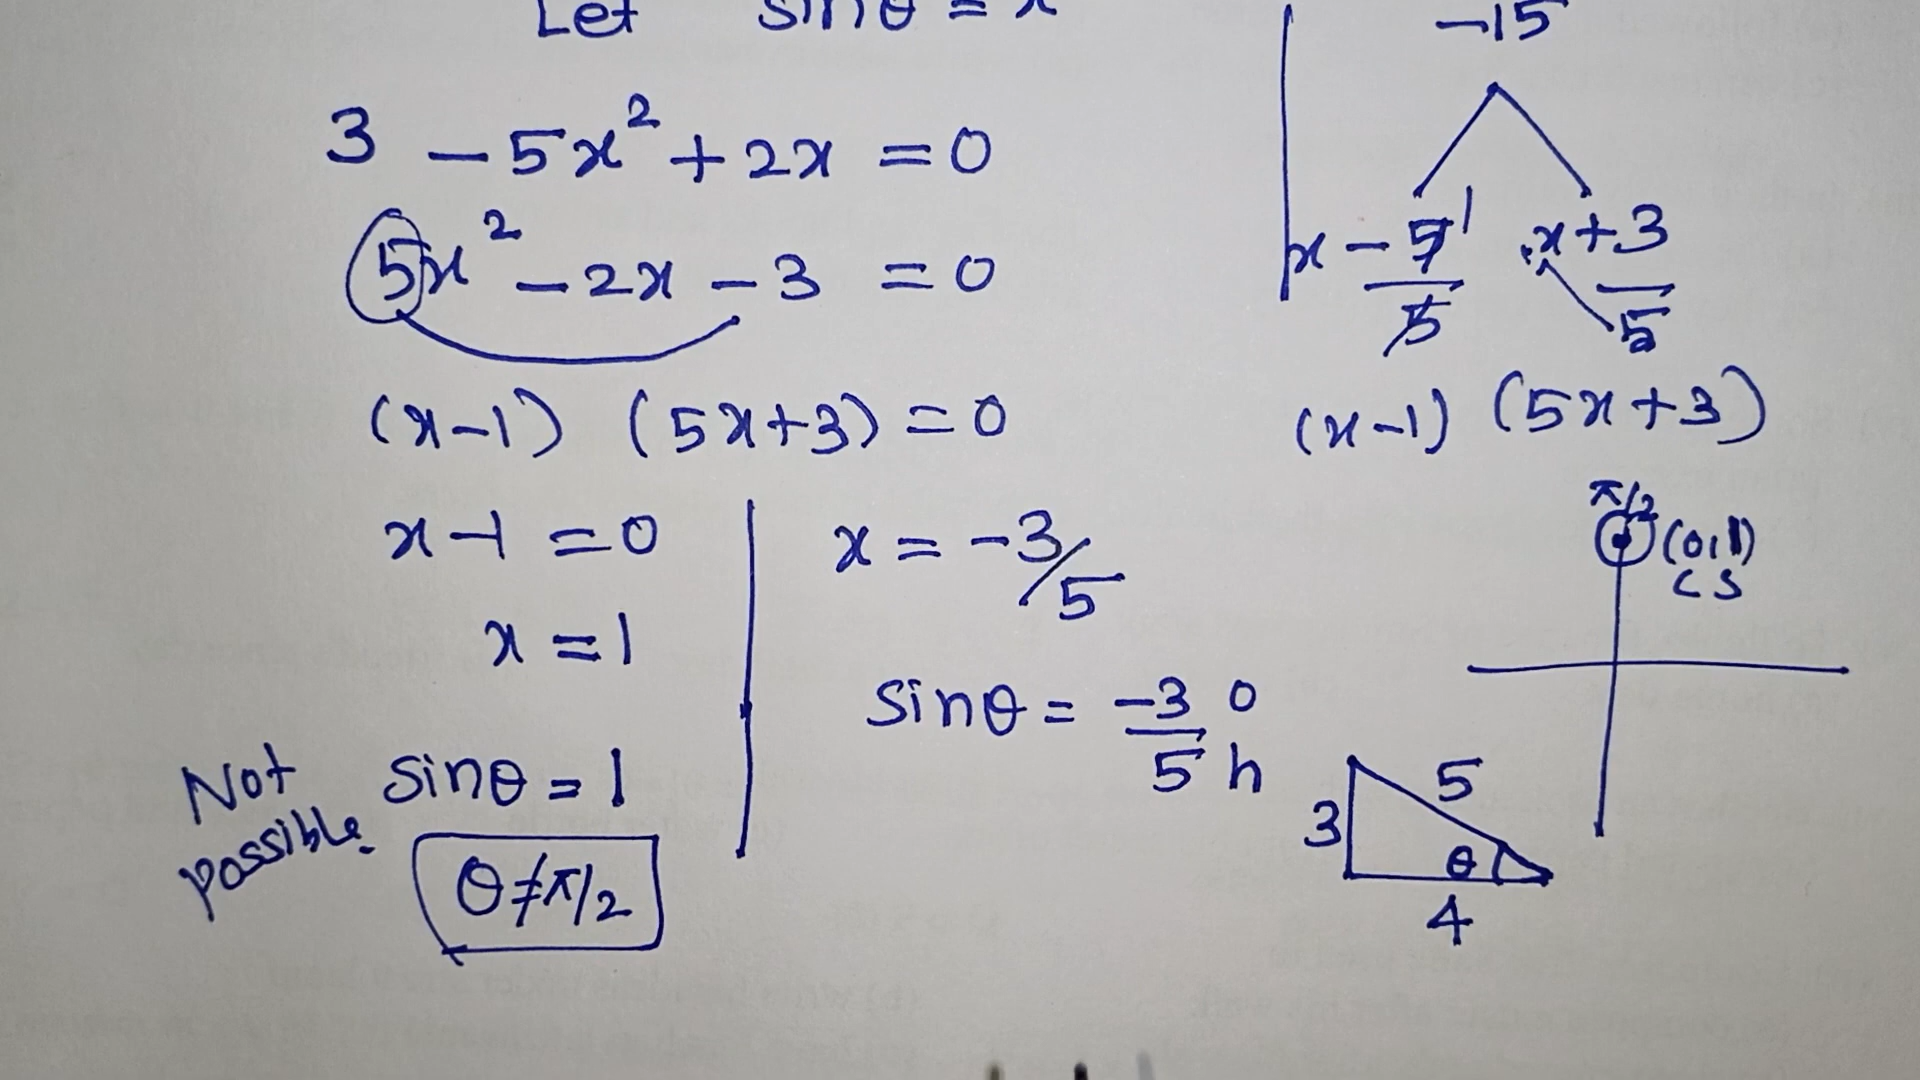 Let sinθ = x
3 - 5x² + 2x = 0
5x² - 2x - 3 = 0
(x-1) (5x+3) = 0
x-1 = 0
x = 1
Not possible.
sinθ = 1
θ ≠ π/2
x = -3/5
sinθ = -3/5 o/h
-15
x - 5/5 1 x + 3/5
(x-1) (5x+3)
π/2
(0,1)
C S
3
5
θ
4